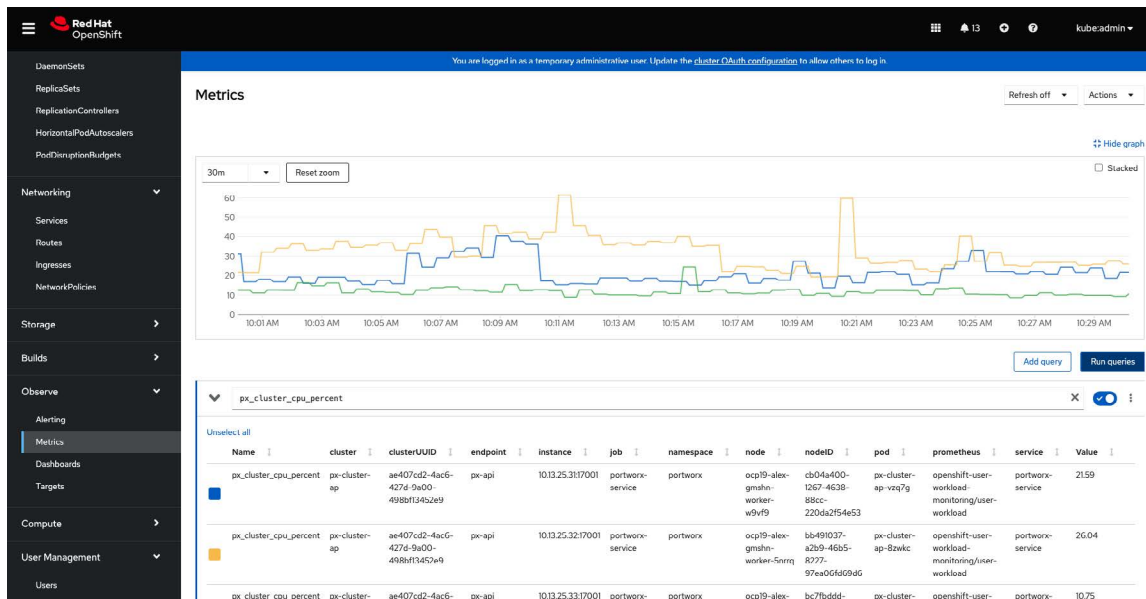 Red Hat
OpenShift
13
kube:admin
You are logged in as a temporary administrative user. Update the cluster OAuth configuration to allow others to log in.
DaemonSets
ReplicaSets
ReplicationControllers
HorizontalPodAutoscalers
PodDisruptionBudgets
Networking
Services
Routes
Ingresses
NetworkPolicies
Storage
Builds
Observe
Alerting
Metrics
Dashboards
Targets
Compute
User Management
Users
Metrics
Refresh off
Actions
Hide graph
30m
Reset zoom
Stacked
60
50
40
30
20
10
0
10:01 AM 10:03 AM 10:05 AM 10:07 AM 10:09 AM 10:11 AM 10:13 AM 10:15 AM 10:17 AM 10:19 AM 10:21 AM 10:23 AM 10:25 AM 10:27 AM 10:29 AM
Add query
Run queries
px_cluster_cpu_percent
Unselect all
Name cluster clusterUUID endpoint instance job namespace node nodeID pod prometheus service Value
px_cluster_cpu_percent px-cluster- ae407cd2-4ac6- px-api 10.13.25.31:17001 portworx- portworx ocp19-alex- cb04a400- px-cluster- openshift-user- portworx- 21.59
ap 427d-9a00- service gmshn- 1267-4638- ap-vzq7g workload- service
498bf13452e9 worker- 88cc- monitoring/user-
w9vf9 220da2f54e53 workload
px_cluster_cpu_percent px-cluster- ae407cd2-4ac6- px-api 10.13.25.32:17001 portworx- portworx ocp19-alex- bb491037- px-cluster- openshift-user- portworx- 26.04
ap 427d-9a00- service gmshn- a2b9-46b5- ap-8zwkc workload- service
498bf13452e9 worker-5nrrq 8227- monitoring/user-
97ea06fd69d6 workload
px_cluster_cpu_percent px-cluster- ae407cd2-4ac6- px-api 10.13.25.33:17001 portworx- portworx ocp19-alex- bc7fbddd- px-cluster- openshift-user- portworx- 10.75